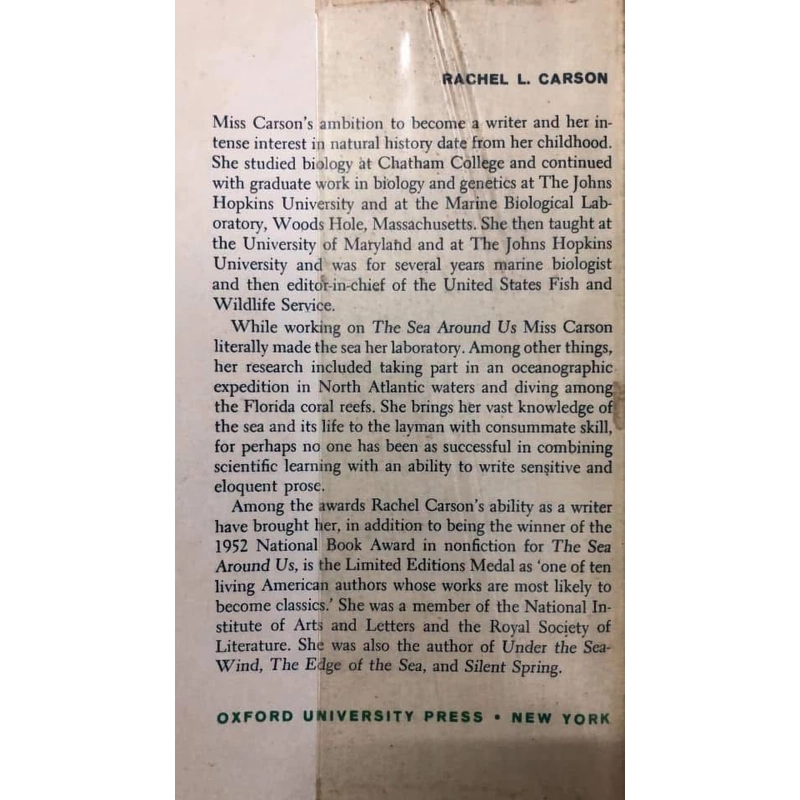 RACHEL L. CARSON
Miss Carson's ambition to become a writer and her in-
tense interest in natural history date from her childhood.
She studied biology at Chatham College and continued
with graduate work in biology and genetics at The Johns
Hopkins University and at the Marine Biological Lab-
oratory, Woods Hole, Massachusetts. She then taught at
the University of Maryland and at The Johns Hopkins
University and was for several years marine biologist
and then editor-in-chief of the United States Fish and
Wildlife Service.
While working on The Sea Around Us Miss Carson
literally made the sea her laboratory. Among other things,
her research included taking part in an oceanographic
expedition in North Atlantic waters and diving among
the Florida coral reefs. She brings her vast knowledge of
the sea and its life to the layman with consummate skill,
for perhaps no one has been as successful in combining
scientific learning with an ability to write sensitive and
eloquent prose.
Among the awards Rachel Carson's ability as a writer
have brought her, in addition to being the winner of the
1952 National Book Award in nonfiction for The Sea
Around Us, is the Limited Editions Medal as 'one of ten
living American authors whose works are most likely to
become classics.' She was a member of the National In-
stitute of Arts and Letters and the Royal Society of
Literature. She was also the author of Under the Sea-
Wind, The Edge of the Sea, and Silent Spring.
OXFORD UNIVERSITY PRESS • NEW YORK